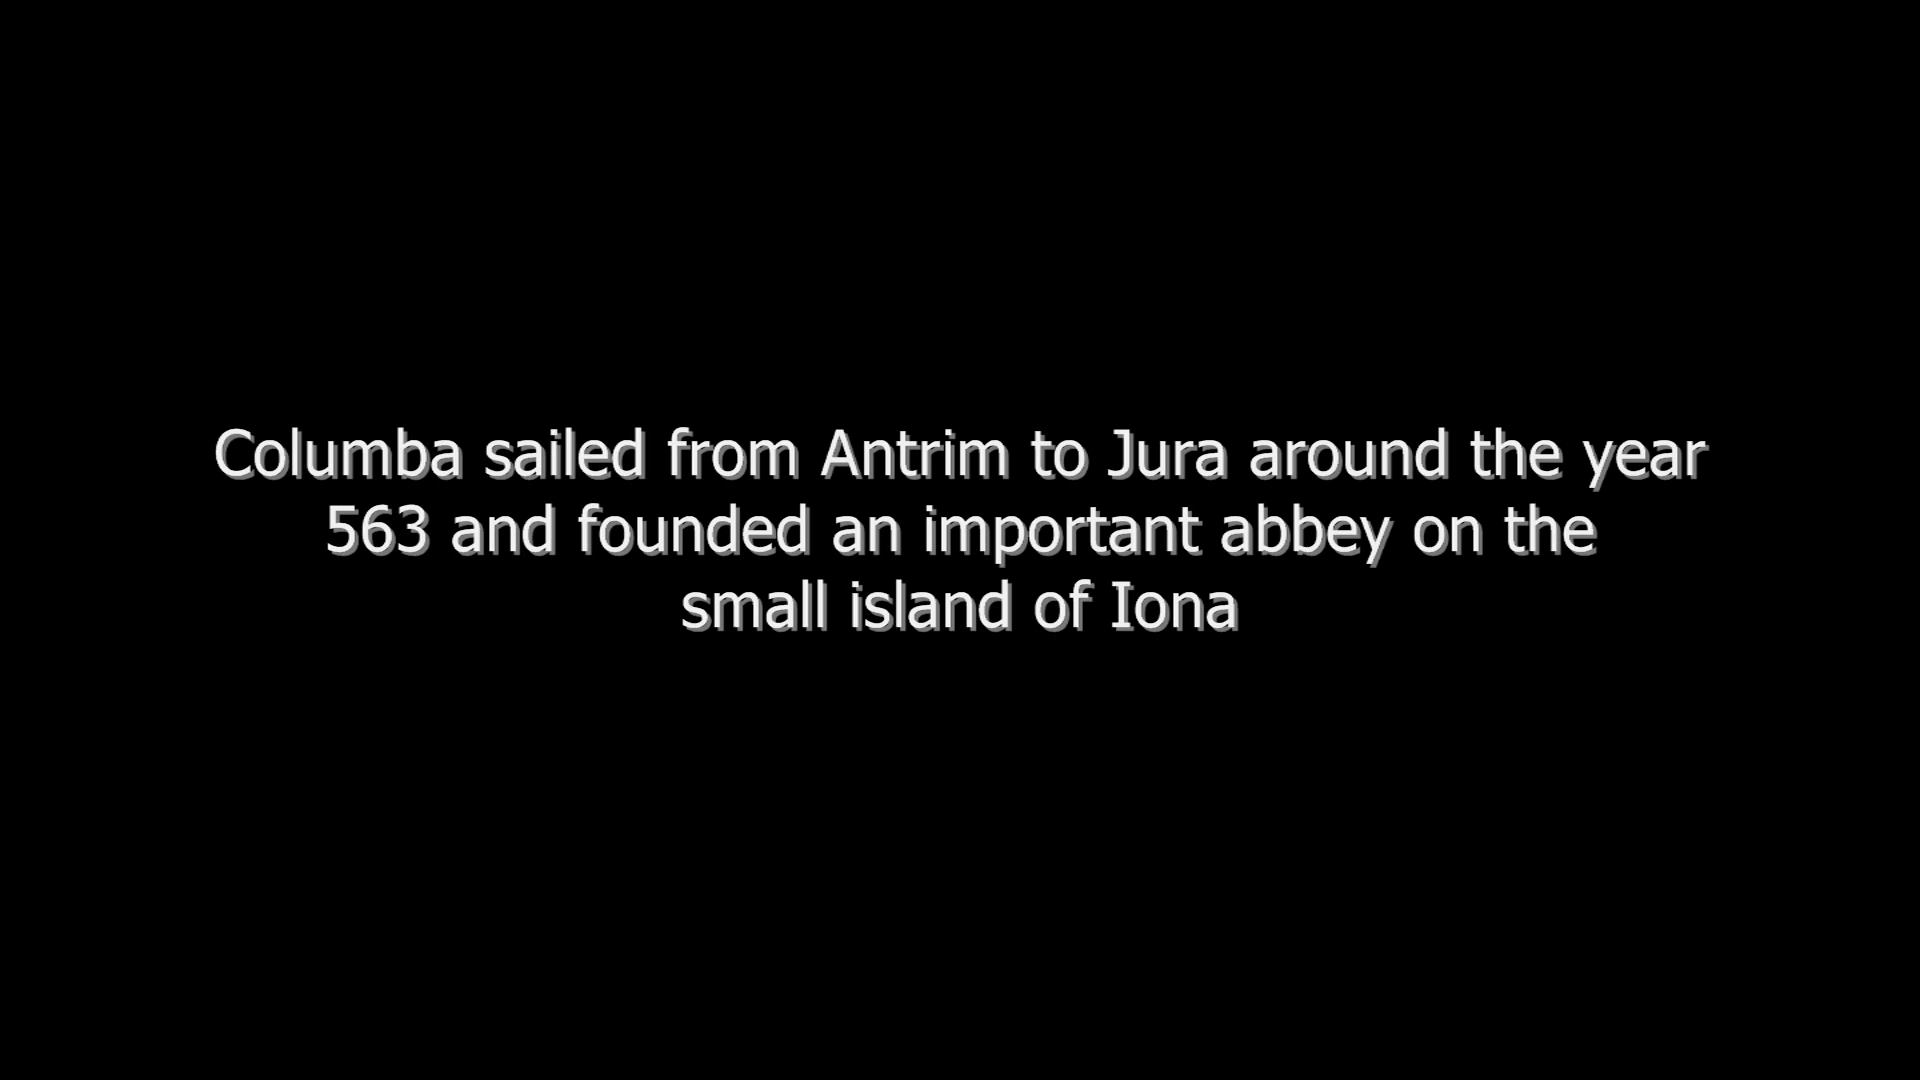 Columba sailed from Antrim to Jura around the year
563 and founded an important abbey on the
small island of Iona